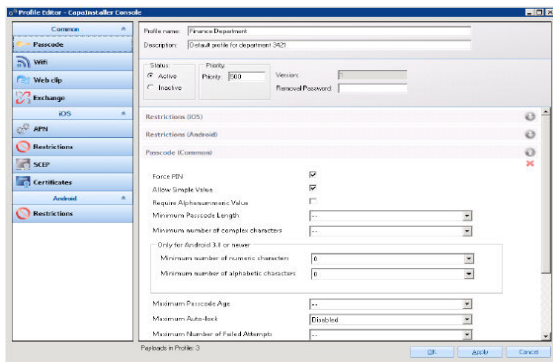 Profile Editor - CapaInstaller Console
Common
Passcode
Wifi
Web clip
Exchange
iOS
APN
Restrictions
SCEP
Certificates
Android
Restrictions
Profile name: Finance Department
Description: Default profile for department 3421
Status:
Active
Inactive
Priority:
Priority: 500
Version:
Removal Password:
Restrictions (iOS)
Restrictions (Android)
Passcode (Common)
Force PIN
Allow Simple Value
Require Alphanumeric Value
Minimum Passcode Length --
Minimum number of complex characters --
Only for Android 3.0 or newer
Minimum number of numeric characters 0
Minimum number of alphabetic characters 0
Maximum Passcode Age --
Maximum Auto-lock Disabled
Maximum Number of Failed Attempts --
Payloads in Profile: 3
OK Apply Cancel